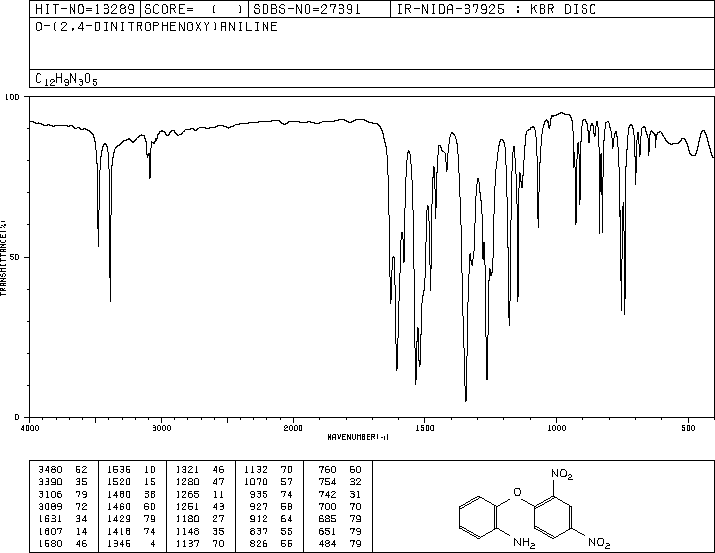 HIT-NO=13289 SCORE= ( ) SDBS-NO=27391 IR-NIDA-37925 : KBR DISC
O-(2,4-DINITROPHENOXY)ANILINE
C12H9N3O5
100
50
0
TRANSMITTANCE(%)
4000 3000 2000 1500 1000 500
WAVENUMBER(-1)
3480 52 1536 10 1321 46 1132 70 760 60
3390 35 1520 15 1280 47 1070 57 754 32
3106 79 1480 38 1265 11 935 74 742 31
3089 72 1460 60 1251 43 927 58 700 70
1631 34 1429 79 1180 27 912 64 685 79
1607 14 1418 74 1148 35 837 55 651 79
1580 46 1346 4 1137 70 826 55 484 79
NO2
O
NH2
NO2